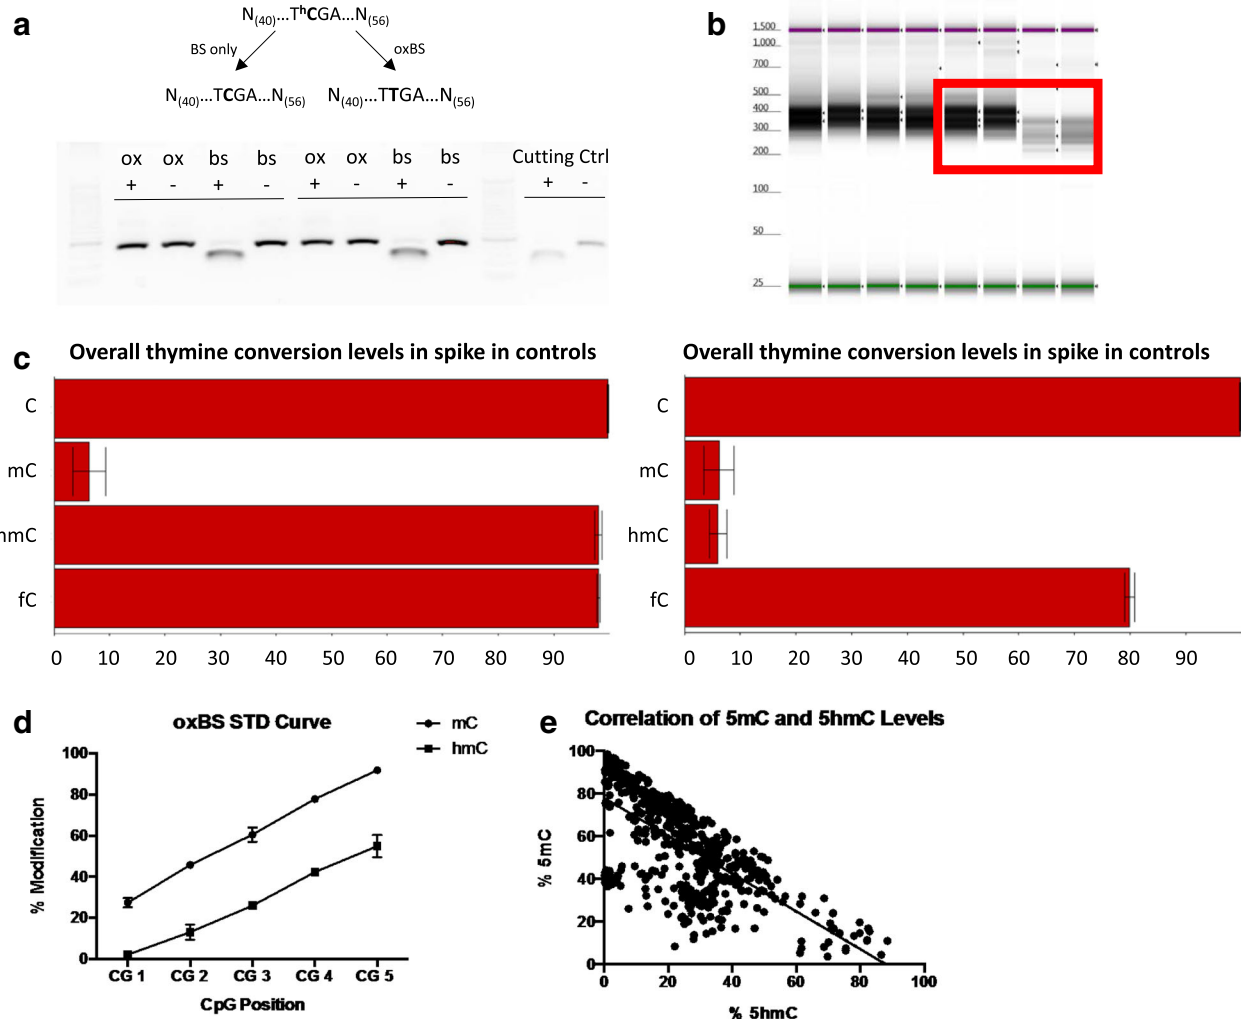 a
N(40)...ThCGA...N(56)
BS only
oxBS
N(40)...TCGA...N(56)
N(40)...TTGA...N(56)
ox ox bs bs ox ox bs bs Cutting Ctrl
+ - + - + - + - + -
b
1,500
1,000
700
500
400
300
200
100
50
25
c
Overall thymine conversion levels in spike in controls
C
mC
hmC
fC
0 10 20 30 40 50 60 70 80 90
Overall thymine conversion levels in spike in controls
C
mC
hmC
fC
0 10 20 30 40 50 60 70 80 90
d
oxBS STD Curve
mC
hmC
% Modification
100
80
60
40
20
0
CG 1 CG 2 CG 3 CG 4 CG 5
CpG Position
e
Correlation of 5mC and 5hmC Levels
% 5mC
100
80
60
40
20
0
0 20 40 60 80 100
% 5hmC